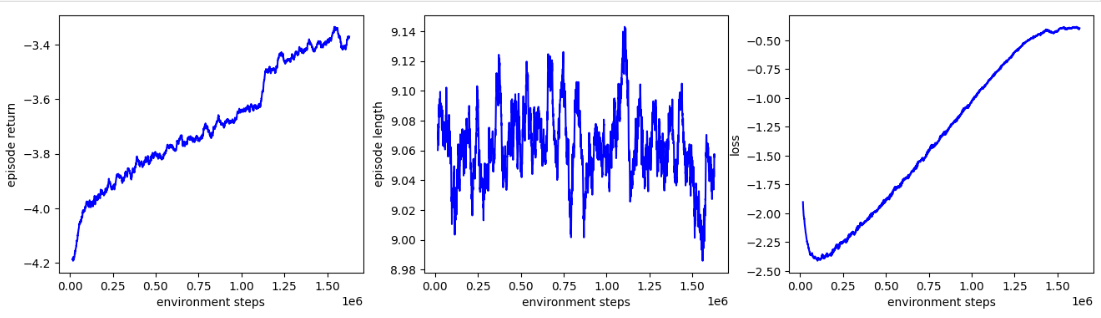 episode return
−3.4
−3.6
−3.8
−4.0
−4.2
0.00 0.25 0.50 0.75 1.00 1.25 1.50
1e6
environment steps
episode length
9.14
9.12
9.10
9.08
9.06
9.04
9.02
9.00
8.98
0.00 0.25 0.50 0.75 1.00 1.25 1.50
1e6
environment steps
loss
−0.50
−0.75
−1.00
−1.25
−1.50
−1.75
−2.00
−2.25
−2.50
0.00 0.25 0.50 0.75 1.00 1.25 1.50
1e6
environment steps